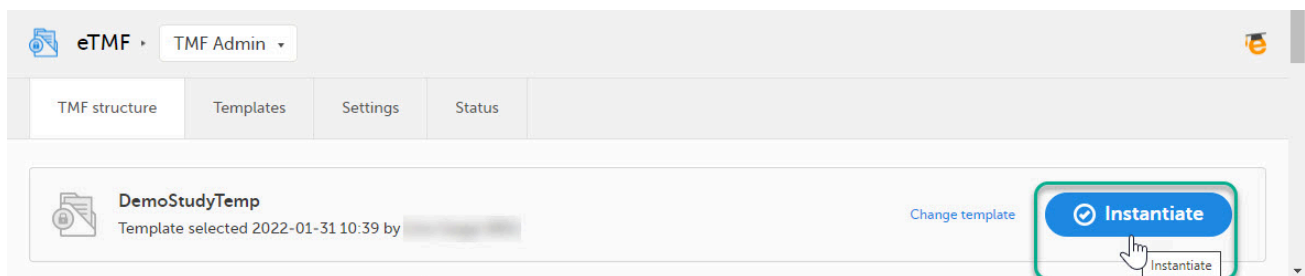 eTMF
TMF Admin
TMF structure
Templates
Settings
Status
DemoStudyTemp
Template selected 2022-01-31 10:39 by
Change template
Instantiate
Instantiate